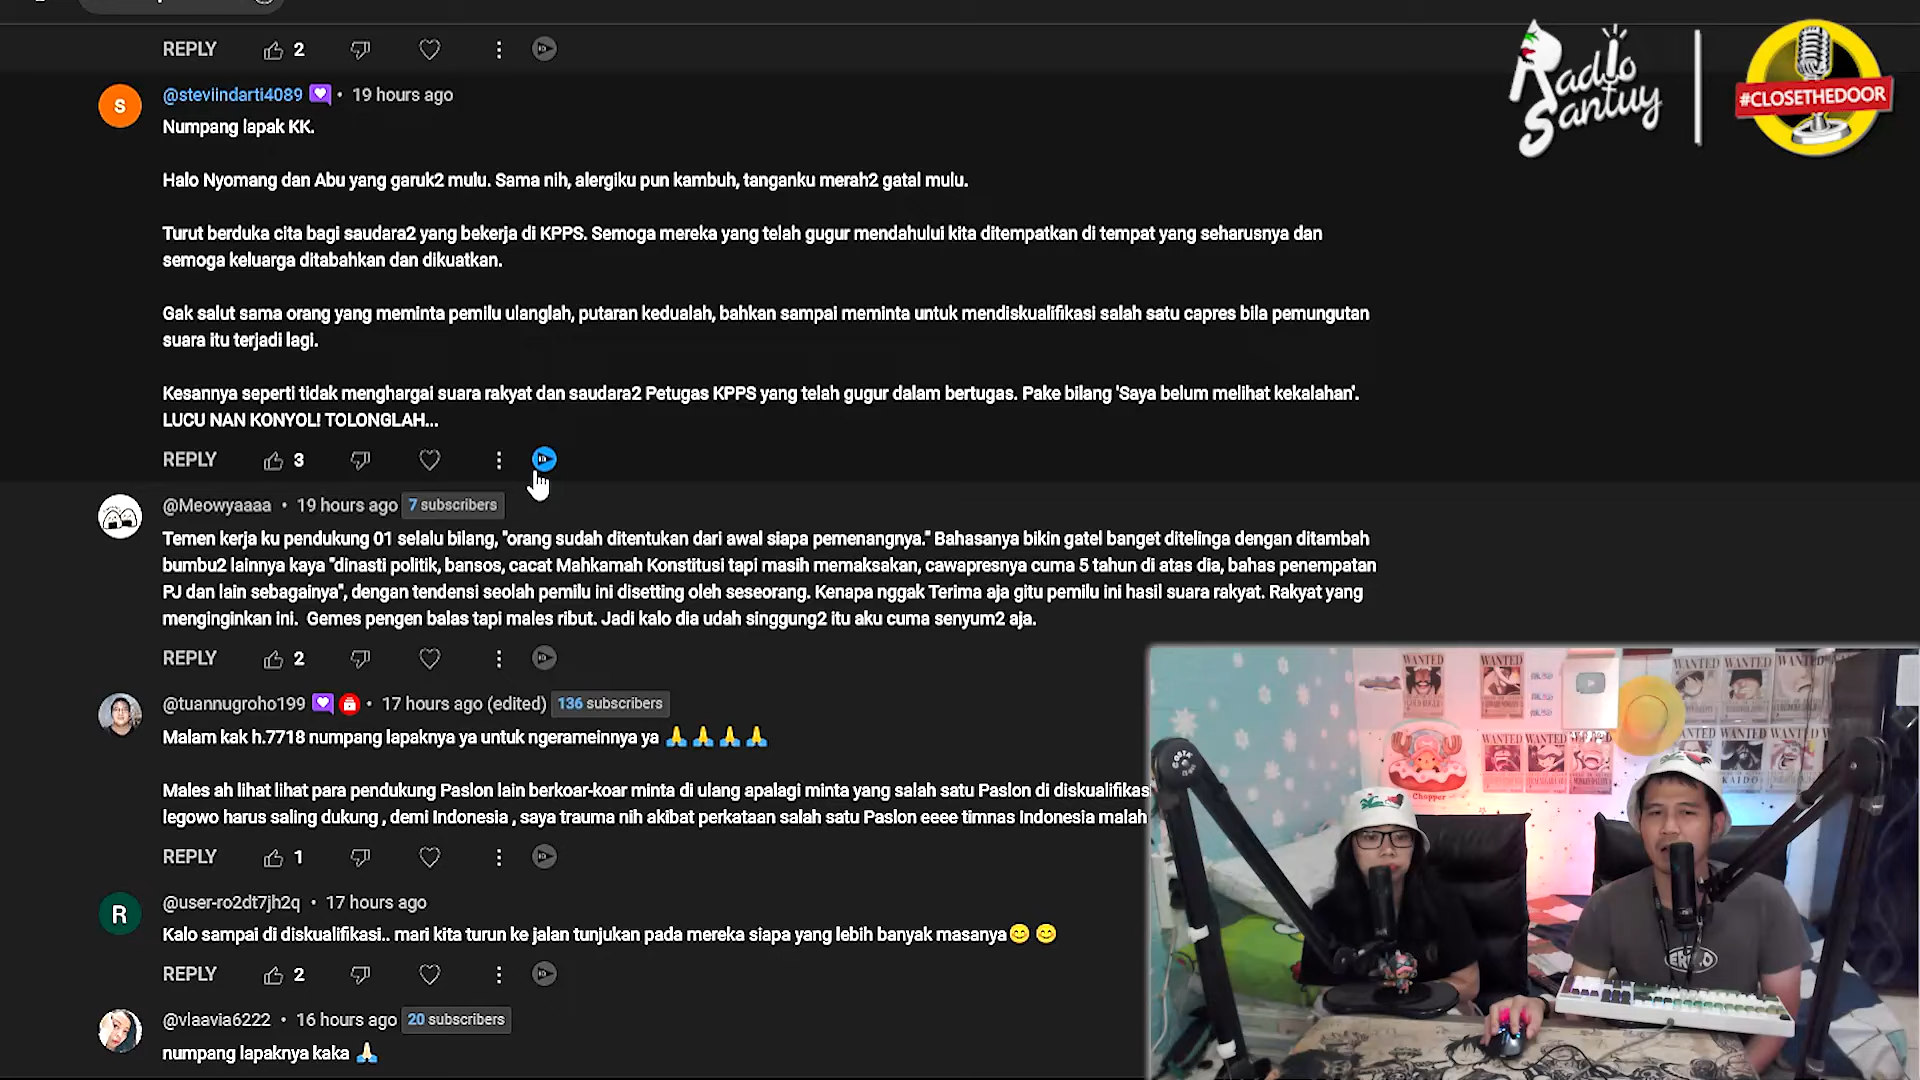 REPLY 2
Radio Santuy
#CLOSETHEDOOR
S
@steviindarti4089 • 19 hours ago
Numpang lapak KK.
Halo Nyomang dan Abu yang garuk2 mulu. Sama nih, alergiku pun kambuh, tanganku merah2 gatal mulu.
Turut berduka cita bagi saudara2 yang bekerja di KPPS. Semoga mereka yang telah gugur mendahului kita ditempatkan di tempat yang seharusnya dan
semoga keluarga ditabahkan dan dikuatkan.
Gak salut sama orang yang meminta pemilu ulanglah, putaran kedualah, bahkan sampai meminta untuk mendiskualifikasi salah satu capres bila pemungutan
suara itu terjadi lagi.
Kesannya seperti tidak menghargai suara rakyat dan saudara2 Petugas KPPS yang telah gugur dalam bertugas. Pake bilang 'Saya belum melihat kekalahan'.
LUCU NAN KONYOL! TOLONGLAH...
REPLY 3
@Meowyaaaa • 19 hours ago 7 subscribers
Temen kerja ku pendukung 01 selalu bilang, "orang sudah ditentukan dari awal siapa pemenangnya." Bahasanya bikin gatel banget ditelinga dengan ditambah
bumbu2 lainnya kaya "dinasti politik, bansos, cacat Mahkamah Konstitusi tapi masih memaksakan, cawapresnya cuma 5 tahun di atas dia, bahas penempatan
PJ dan lain sebagainya", dengan tendensi seolah pemilu ini disetting oleh seseorang. Kenapa nggak Terima aja gitu pemilu ini hasil suara rakyat. Rakyat yang
menginginkan ini. Gemes pengen balas tapi males ribut. Jadi kalo dia udah singgung2 itu aku cuma senyum2 aja.
REPLY 2
@tuannugroho199 • 17 hours ago (edited) 136 subscribers
Malam kak h.7718 numpang lapaknya ya untuk ngerameinnya ya 🙏 🙏 🙏 🙏
Males ah lihat lihat para pendukung Paslon lain berkoar-koar minta di ulang apalagi minta yang salah satu Paslon di diskualifikas
legowo harus saling dukung , demi Indonesia , saya trauma nih akibat perkataan salah satu Paslon eeee timnas Indonesia malah
REPLY 1
R
@user-ro2dt7jh2q • 17 hours ago
Kalo sampai di diskualifikasi.. mari kita turun ke jalan tunjukan pada mereka siapa yang lebih banyak masanya😊 😊
REPLY 2
@vlaavia6222 • 16 hours ago 20 subscribers
numpang lapaknya kaka 🙏
WANTED
WANTED
WANTED
WANTED
WANTED
WANTED
WANTED
Chopper
KAIDO